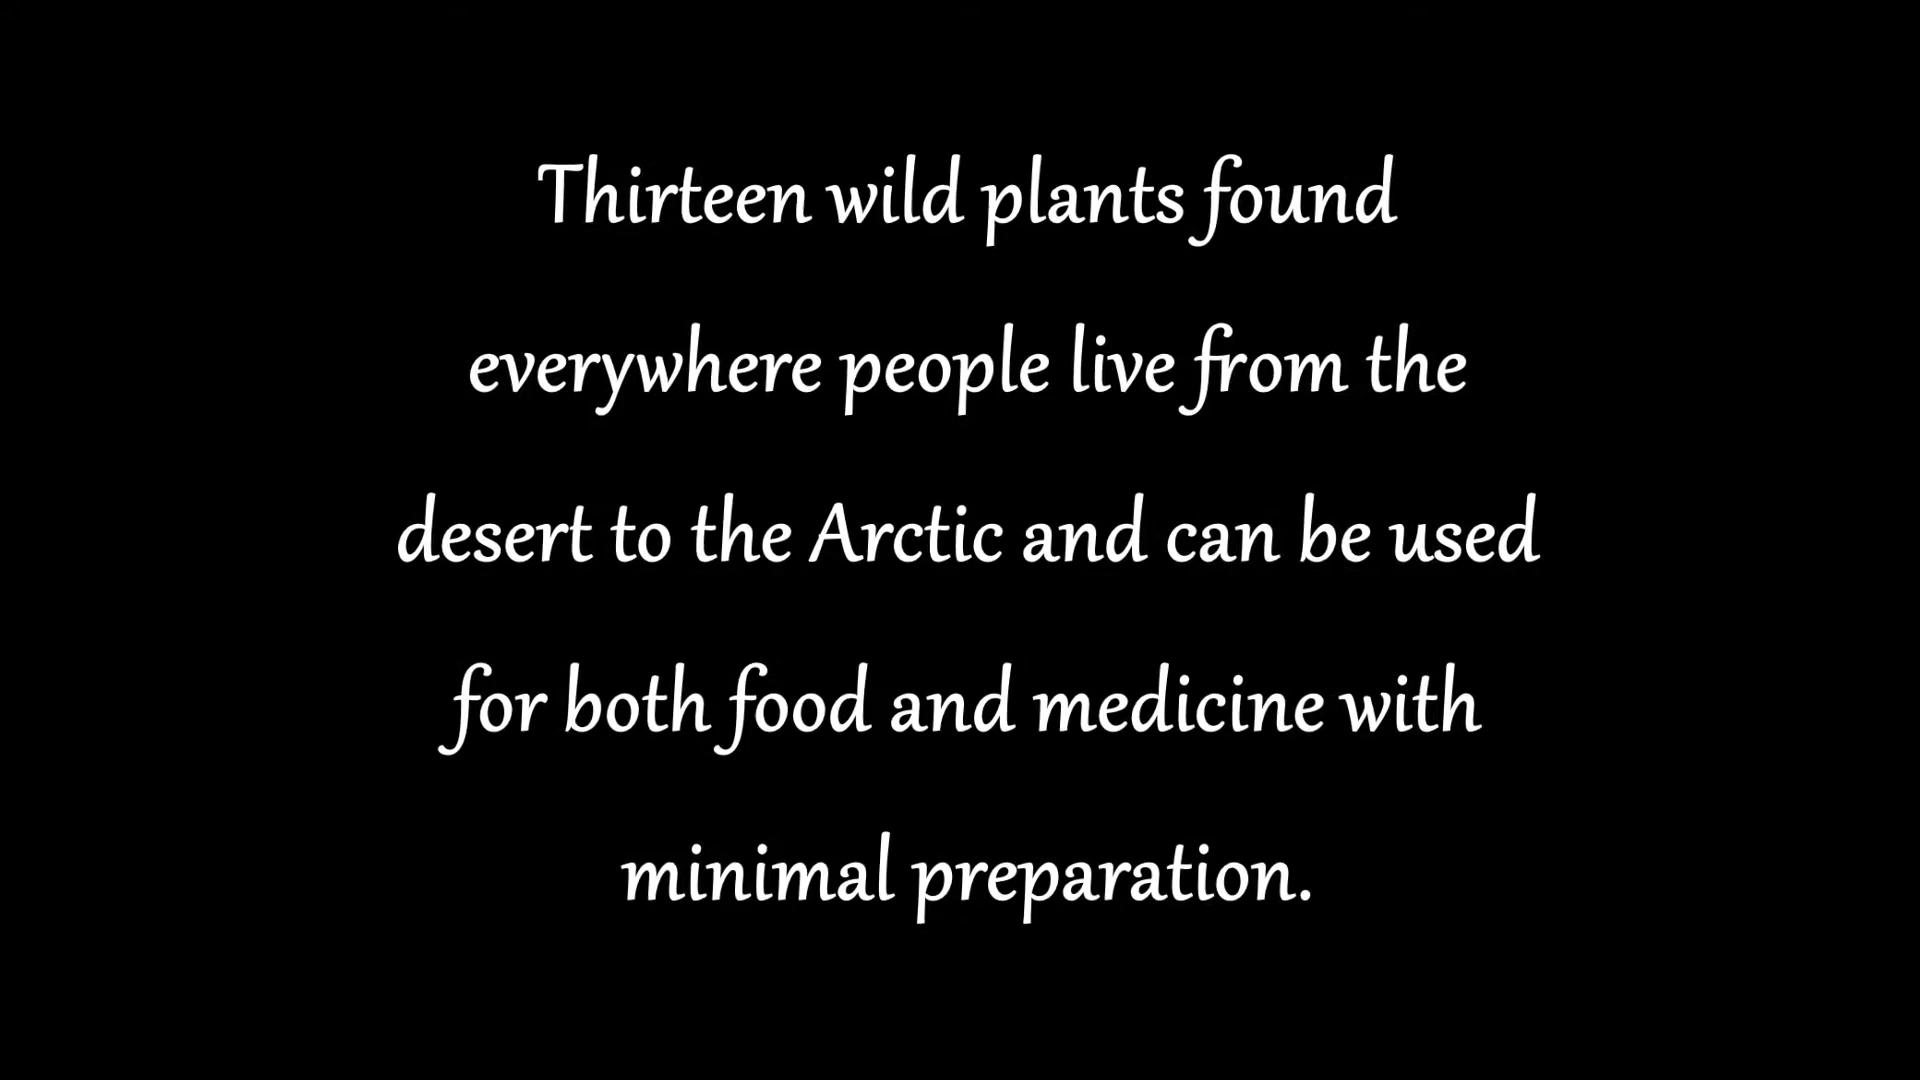 Thirteen wild plants found
everywhere people live from the
desert to the Arctic and can be used
for both food and medicine with
minimal preparation.